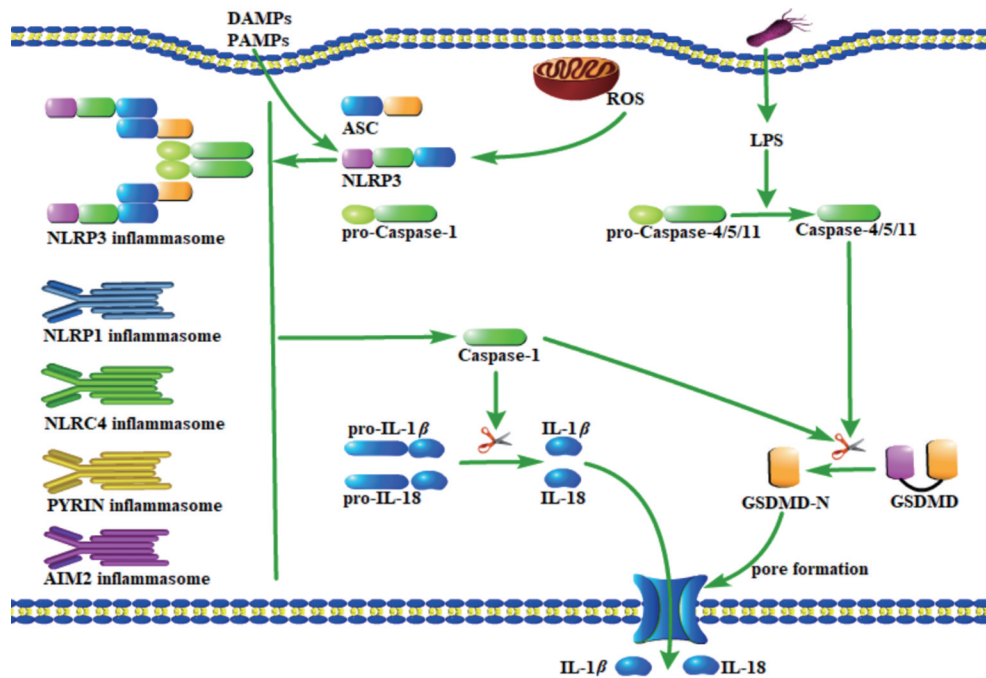 DAMPs
PAMPs
ROS
ASC
LPS
NLRP3
pro-Caspase-1
pro-Caspase-4/5/11
Caspase-4/5/11
NLRP3 inflammasome
NLRP1 inflammasome
Caspase-1
NLRC4 inflammasome
pro-IL-1β
IL-1β
pro-IL-18
IL-18
GSDMD-N
GSDMD
PYRIN inflammasome
pore formation
AIM2 inflammasome
IL-1β
IL-18